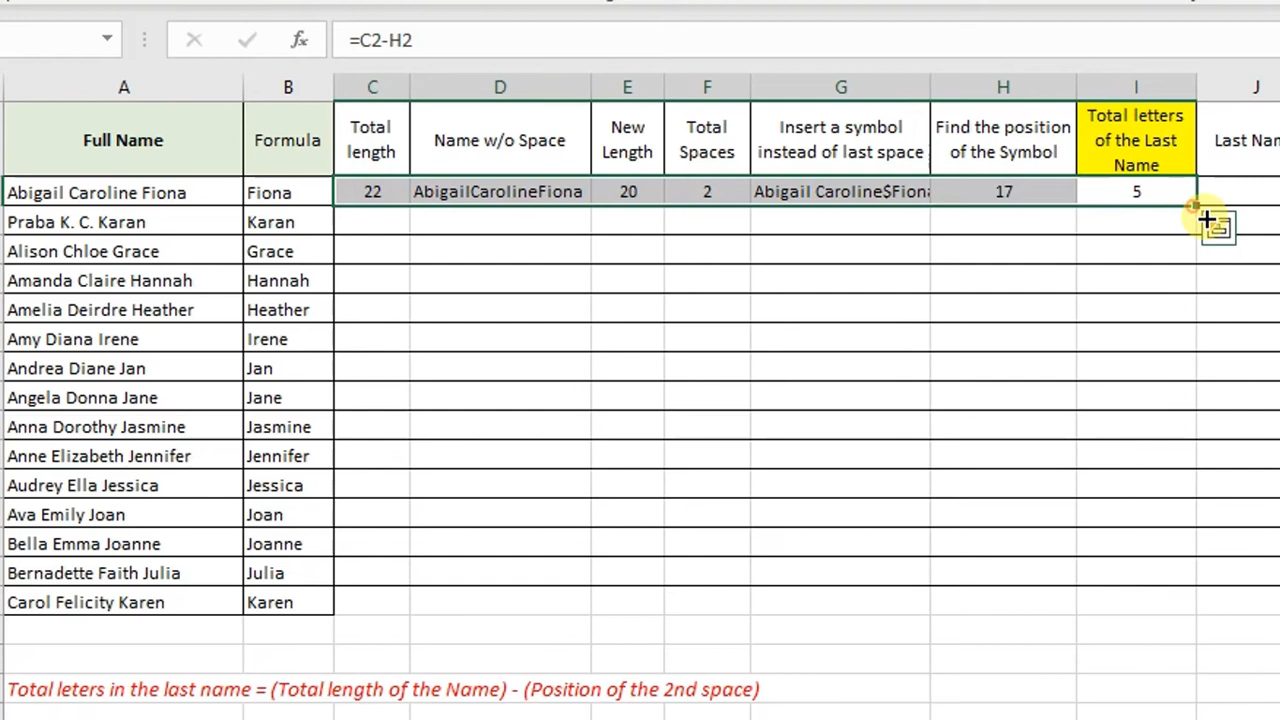 =C2-H2
A B C D E F G H I J
Full Name Formula Total length Name w/o Space New Length Total Spaces Insert a symbol instead of last space Find the position of the Symbol Total letters of the Last Name Last Nam
Abigail Caroline Fiona Fiona 22 AbigailCarolineFiona 20 2 Abigail Caroline$Fiona 17 5
Praba K. C. Karan Karan
Alison Chloe Grace Grace
Amanda Claire Hannah Hannah
Amelia Deirdre Heather Heather
Amy Diana Irene Irene
Andrea Diane Jan Jan
Angela Donna Jane Jane
Anna Dorothy Jasmine Jasmine
Anne Elizabeth Jennifer Jennifer
Audrey Ella Jessica Jessica
Ava Emily Joan Joan
Bella Emma Joanne Joanne
Bernadette Faith Julia Julia
Carol Felicity Karen Karen
Total leters in the last name = (Total length of the Name) - (Position of the 2nd space)